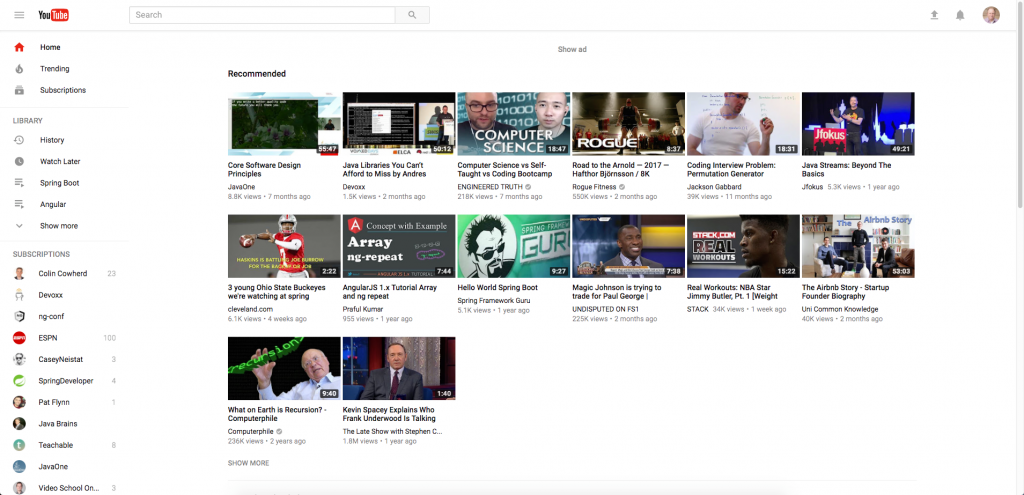 YouTube
Search
Home
Trending
Subscriptions
LIBRARY
History
Watch Later
Spring Boot
Angular
Show more
SUBSCRIPTIONS
Colin Cowherd 23
Devoxx
ng-conf
ESPN 100
CaseyNeistat 3
SpringDeveloper 4
Pat Flynn 1
Java Brains
Teachable 8
JavaOne
Video School On... 3
Show ad
Recommended
55:47
Core Software Design
Principles
JavaOne
8.8K views • 7 months ago
50:12
Java Libraries You Can't
Afford to Miss by Andres
Devoxx
1.5K views • 2 months ago
COMPUTER
SCIENCE
18:47
Computer Science vs Self-
Taught vs Coding Bootcamp
ENGINEERED TRUTH
218K views • 7 months ago
ROGUE
8:37
Road to the Arnold — 2017 —
Hafthor Björnsson / 8K
Rogue Fitness
550K views • 2 months ago
18:31
Coding Interview Problem:
Permutation Generator
Jackson Gabbard
39K views • 11 months ago
Jfokus
49:21
Java Streams: Beyond The
Basics
Jfokus 5.3K views • 1 year ago
HASKINS IS BATTLING JOE BURROW
FOR THE BACKUP JOB
2:22
3 young Ohio State Buckeyes
we're watching at spring
cleveland.com
6.1K views • 4 weeks ago
Concept with Example
Array
ng-repeat
ANGULAR JS 1.x TUTORIAL
7:44
AngularJS 1.x Tutorial Array
and ng repeat
Praful Kumar
955 views • 1 year ago
SPRING FRAMEWORK
GURU
9:27
Hello World Spring Boot
Spring Framework Guru
5.1K views • 1 year ago
7:38
Magic Johnson is trying to
trade for Paul George |
UNDISPUTED ON FS1
225K views • 2 months ago
STACK.COM
REAL
WORKOUTS
15:22
Real Workouts: NBA Star
Jimmy Butler, Pt. 1 [Weight
STACK 34K views • 1 week ago
The Airbnb Story
53:03
The Airbnb Story - Startup
Founder Biography
Uni Common Knowledge
40K views • 2 months ago
recursion?
9:40
What on Earth is Recursion? -
Computerphile
Computerphile
236K views • 2 years ago
1:40
Kevin Spacey Explains Who
Frank Underwood Is Talking
The Late Show with Stephen C...
1.8M views • 1 year ago
SHOW MORE